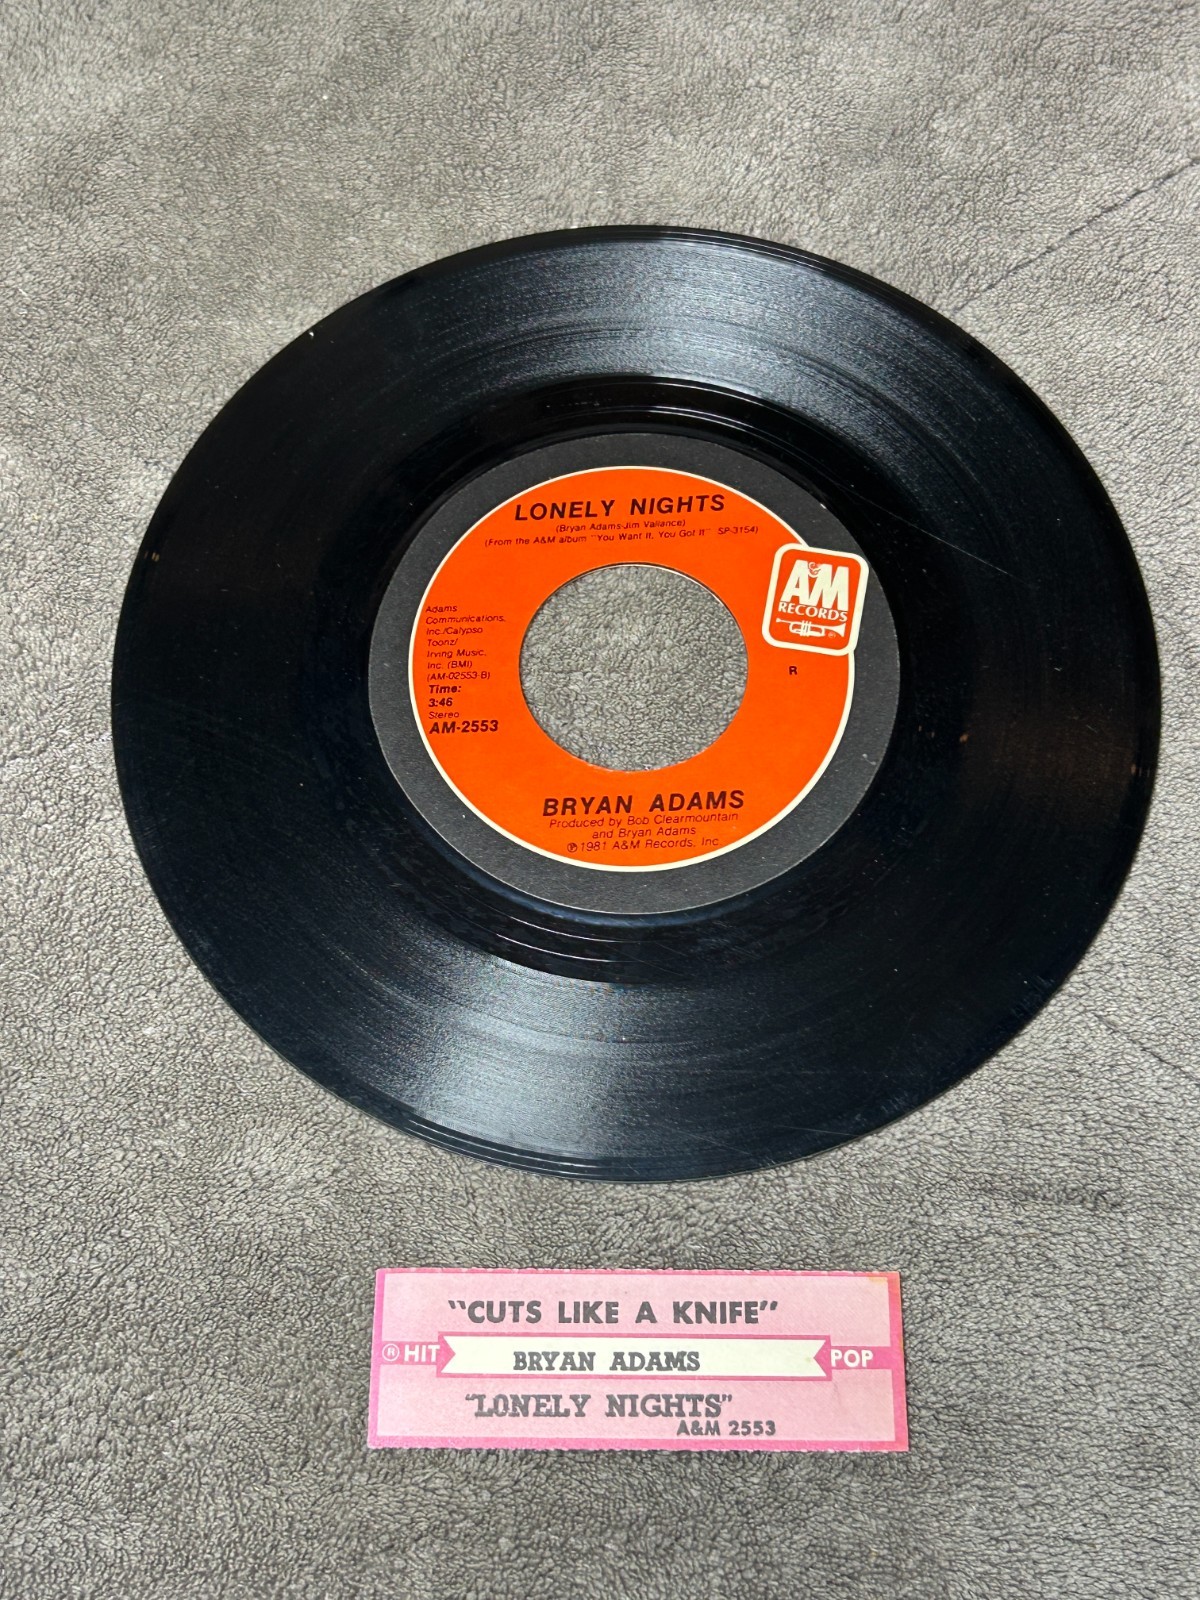 LONELY NIGHTS
(Bryan Adams-Jim Vallance)
(From the A&M album "You Want It, You Got It" SP-3154)
A&M
RECORDS
®
Adams
Communications,
Inc./Calypso
Toonz/
Irving Music,
Inc. (BMI)
(AM-02553-B)
Time:
3:46
Stereo
AM-2553
R
BRYAN ADAMS
Produced by Bob Clearmountain
and Bryan Adams
℗1981 A&M Records, Inc.
"CUTS LIKE A KNIFE"
® HIT BRYAN ADAMS POP
"LONELY NIGHTS"
A&M 2553